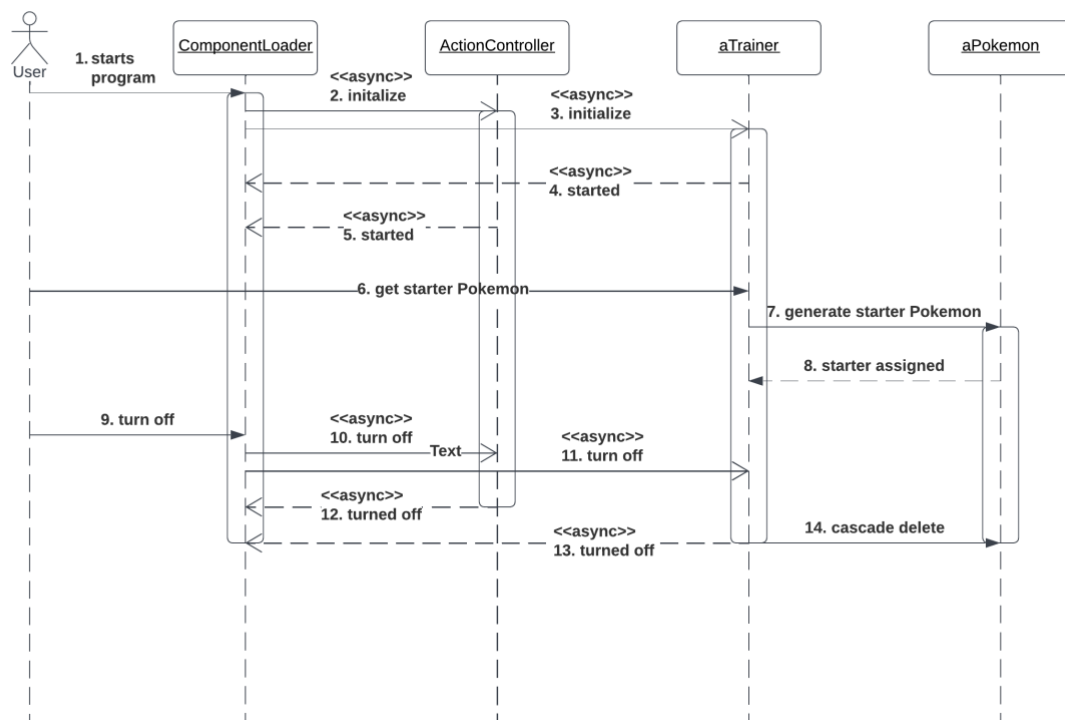 User
ComponentLoader
ActionController
aTrainer
aPokemon
1. starts
program
<<async>>
2. initalize
<<async>>
3. initialize
<<async>>
4. started
<<async>>
5. started
6. get starter Pokemon
7. generate starter Pokemon
8. starter assigned
9. turn off
<<async>>
10. turn off
Text
<<async>>
11. turn off
<<async>>
12. turned off
<<async>>
13. turned off
14. cascade delete